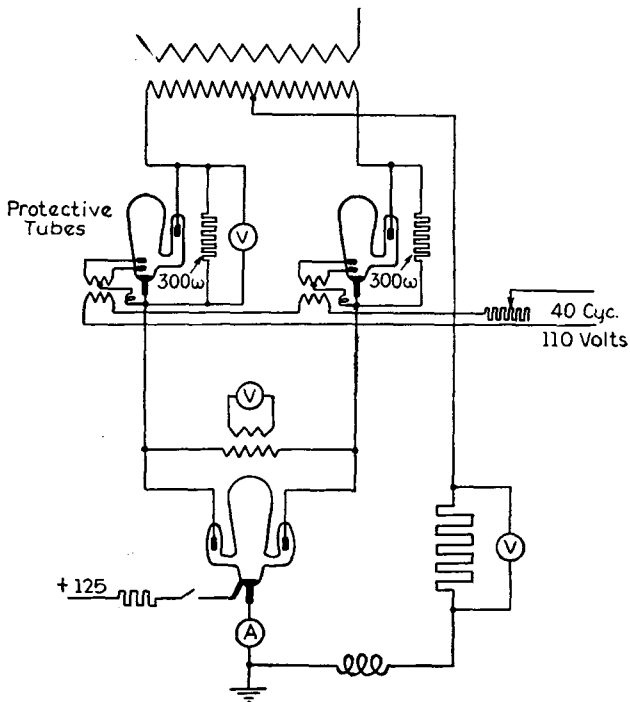 Protective
Tubes
V
300ω
300ω
40 Cyc.
110 Volts
V
V
+125
A